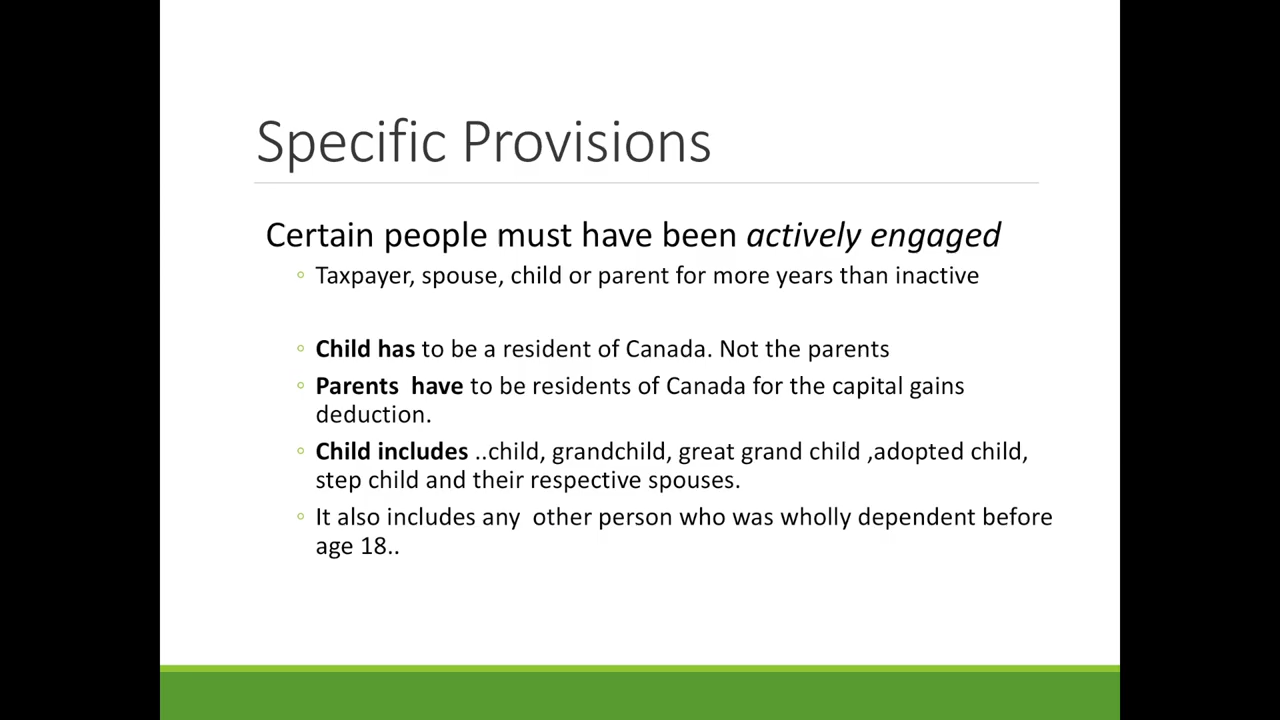 Specific Provisions
Certain people must have been actively engaged
◦ Taxpayer, spouse, child or parent for more years than inactive
◦ Child has to be a resident of Canada. Not the parents
◦ Parents  have to be residents of Canada for the capital gains
deduction.
◦ Child includes ..child, grandchild, great grand child ,adopted child,
step child and their respective spouses.
◦ It also includes any  other person who was wholly dependent before
age 18..